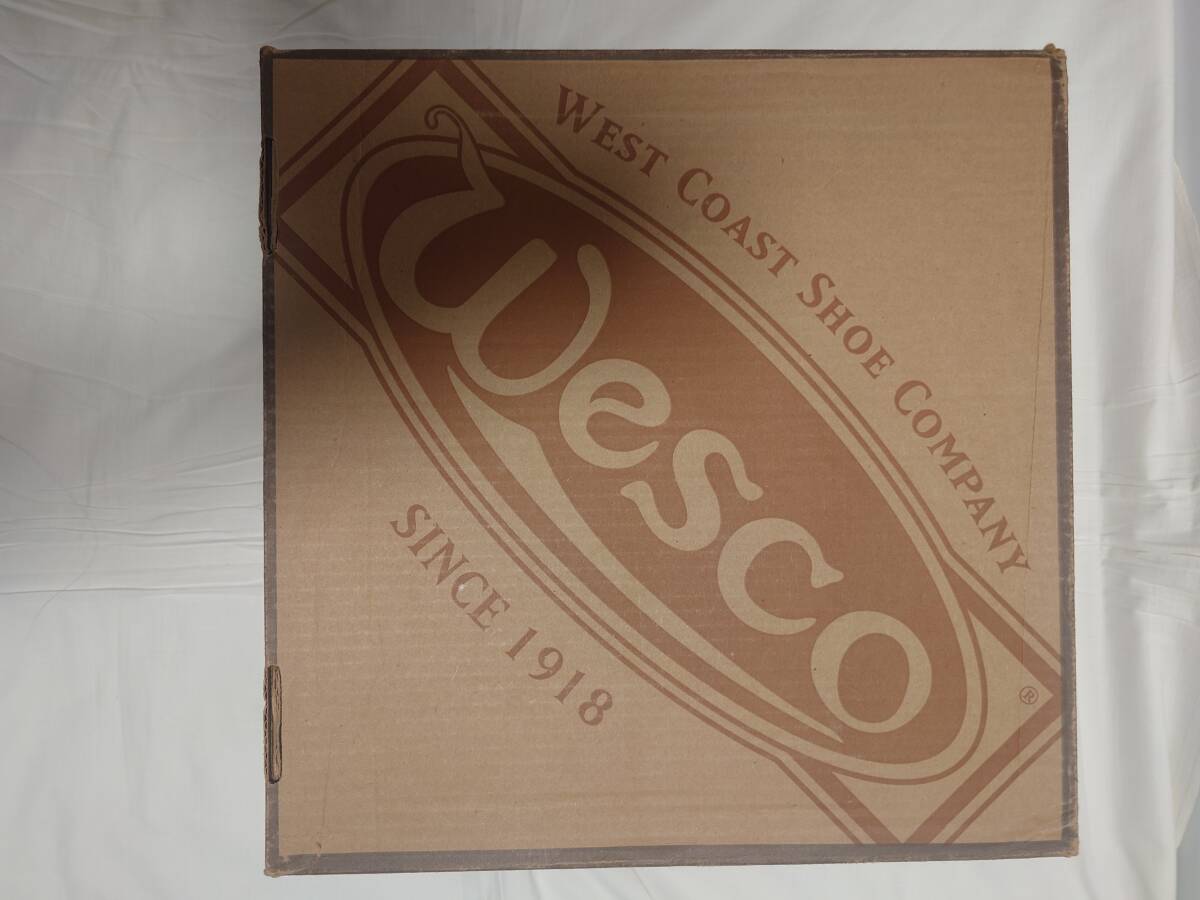 West Coast Shoe Company
Wesco
®
SINCE 1918